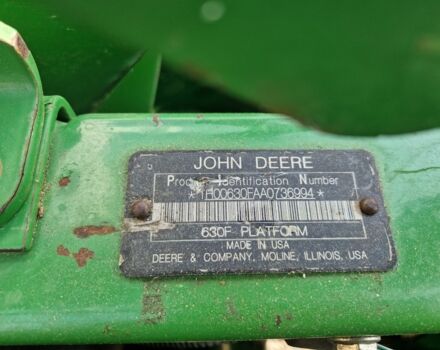 JOHN DEERE
Product Identification Number
*1H00630FAA0736994*
630F PLATFORM
MADE IN USA
DEERE & COMPANY, MOLINE, ILLINOIS, USA